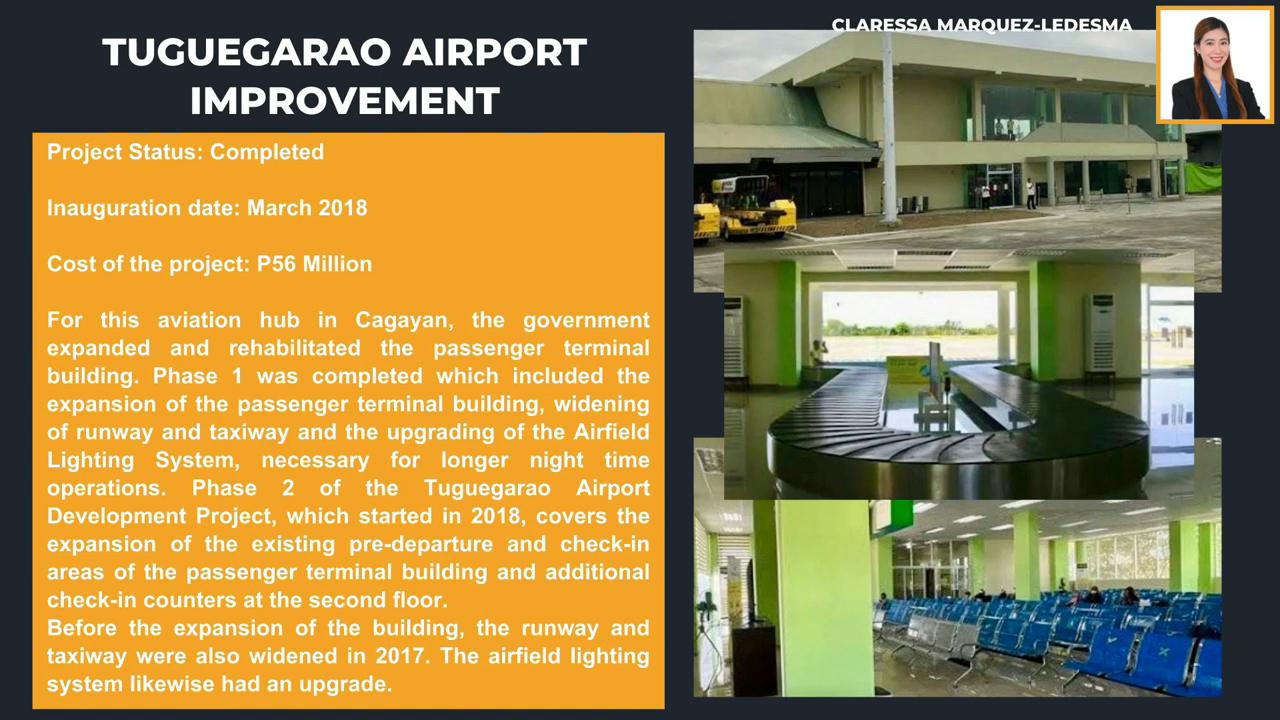 CLARESSA MARQUEZ-LEDESMA
TUGUEGARAO AIRPORT
IMPROVEMENT
Project Status: Completed
Inauguration date: March 2018
Cost of the project: P56 Million
For this aviation hub in Cagayan, the government
expanded and rehabilitated the passenger terminal
building. Phase 1 was completed which included the
expansion of the passenger terminal building, widening
of runway and taxiway and the upgrading of the Airfield
Lighting System, necessary for longer night time
operations. Phase 2 of the Tuguegarao Airport
Development Project, which started in 2018, covers the
expansion of the existing pre-departure and check-in
areas of the passenger terminal building and additional
check-in counters at the second floor.
Before the expansion of the building, the runway and
taxiway were also widened in 2017. The airfield lighting
system likewise had an upgrade.